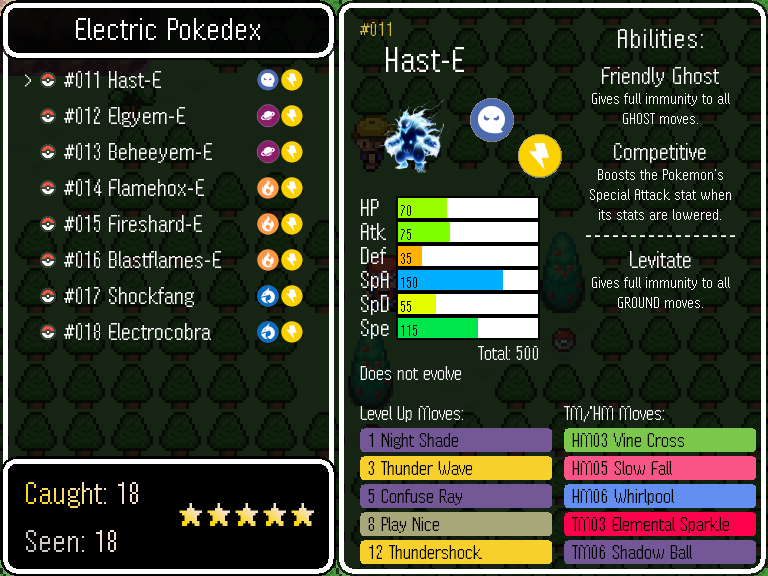 Electric Pokedex
#011 Hast-E
#012 Elgyem-E
#013 Beheeyem-E
#014 Flamehox-E
#015 Fireshard-E
#016 Blastflames-E
#017 Shockfang
#018 Electrocobra
Caught: 18
Seen: 18
#011
Hast-E
HP 70
Atk 75
Def 35
SpA 150
SpD 55
Spe 115
Total: 500
Does not evolve
Abilities:
Friendly Ghost
Gives full immunity to all
GHOST moves.
Competitive
Boosts the Pokemon's
Special Attack stat when
its stats are lowered.
Levitate
Gives full immunity to all
GROUND moves.
Level Up Moves:
1 Night Shade
3 Thunder Wave
5 Confuse Ray
8 Play Nice
12 Thundershock
TM/HM Moves:
HM03 Vine Cross
HM05 Slow Fall
HM06 Whirlpool
TM03 Elemental Sparkle
TM06 Shadow Ball